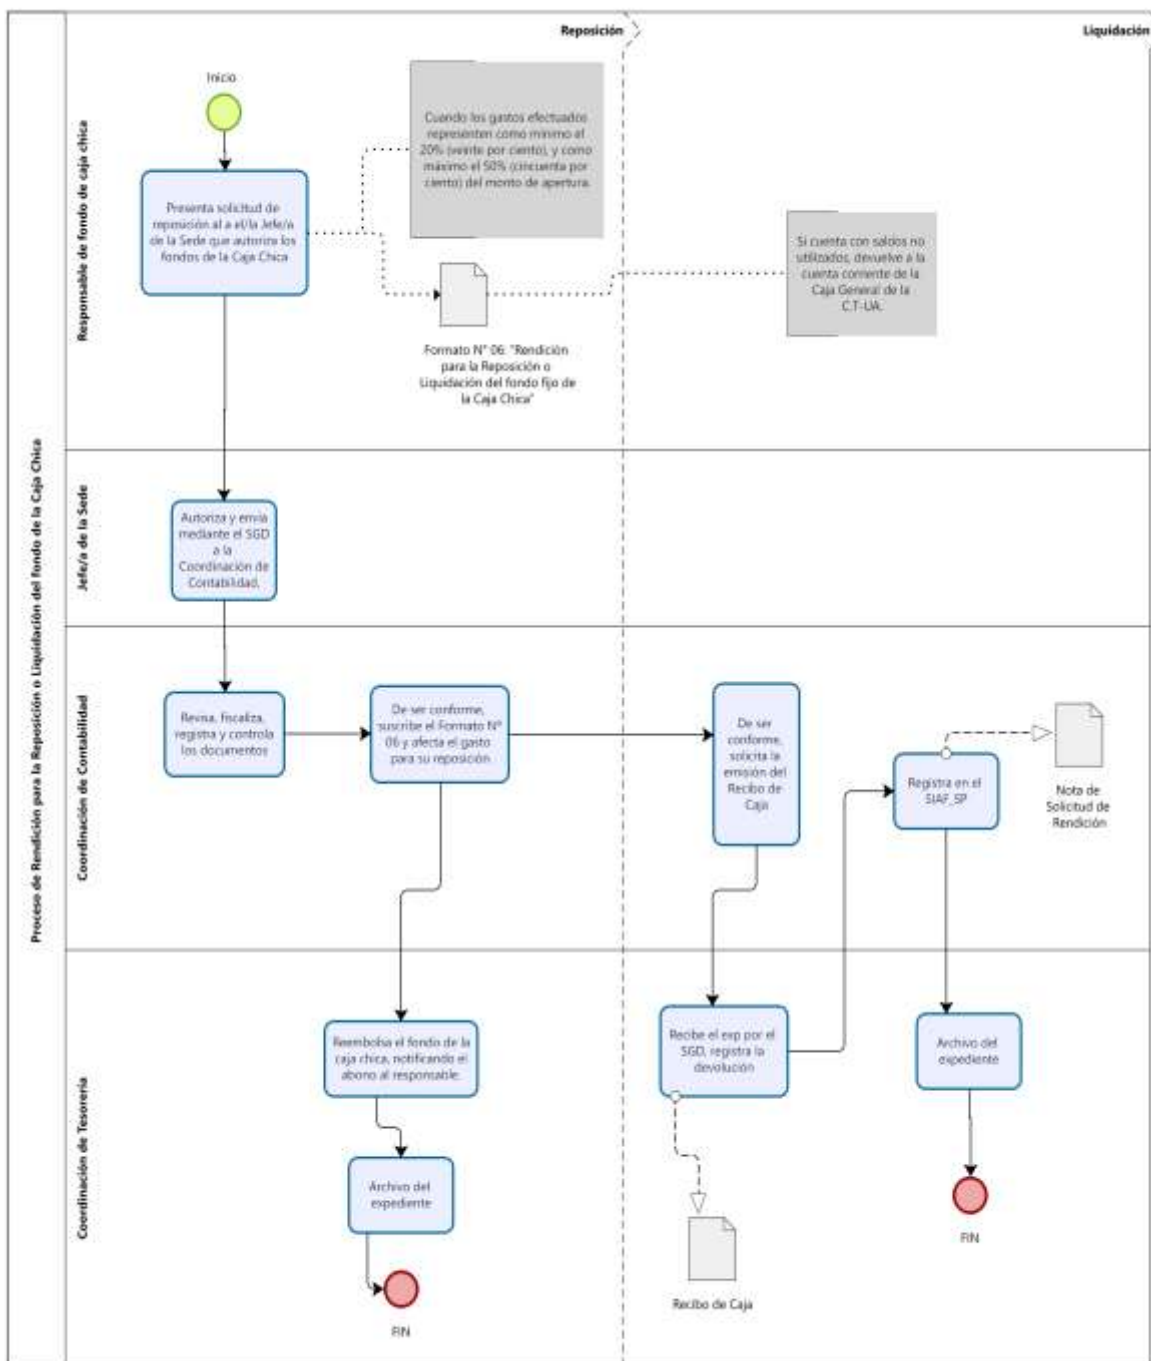 Reposición
Liquidación
Proceso de Rendición para la Reposición o Liquidación del fondo de la Caja Chica
Responsable de fondo de caja chica
Inicio
Presenta solicitud de
reposición al a el/la Jefe/a
de la Sede que autoriza los
fondos de la Caja Chica
Cuando los gastos efectuados
representen como mínimo el
20% (veinte por ciento), y como
máximo el 50% (cincuenta por
ciento) del monto de apertura.
Formato N° 06: "Rendición
para la Reposición o
Liquidación del fondo fijo de
la Caja Chica"
Si cuenta con saldos no
utilizados, devuelve a la
cuenta corriente de la
Caja General de la
C.T-UA.
Jefe/a de la Sede
Autoriza y envía
mediante el SGD
a la
Coordinación de
Contabilidad.
Coordinación de Contabilidad
Revisa, fiscaliza,
registra y controla
los documentos
De ser conforme,
suscribe el Formato N°
06 y afecta el gasto
para su reposición
De ser
conforme,
solicita la
emisión del
Recibo de
Caja
Registra en el
SIAF_SP
Nota de
Solicitud de
Rendición
Coordinación de Tesorería
Reembolsa el fondo de la
caja chica, notificando el
abono al responsable.
Archivo del
expediente
FIN
Recibe el exp por el
SGD, registra la
devolución
Recibo de Caja
Archivo del
expediente
FIN